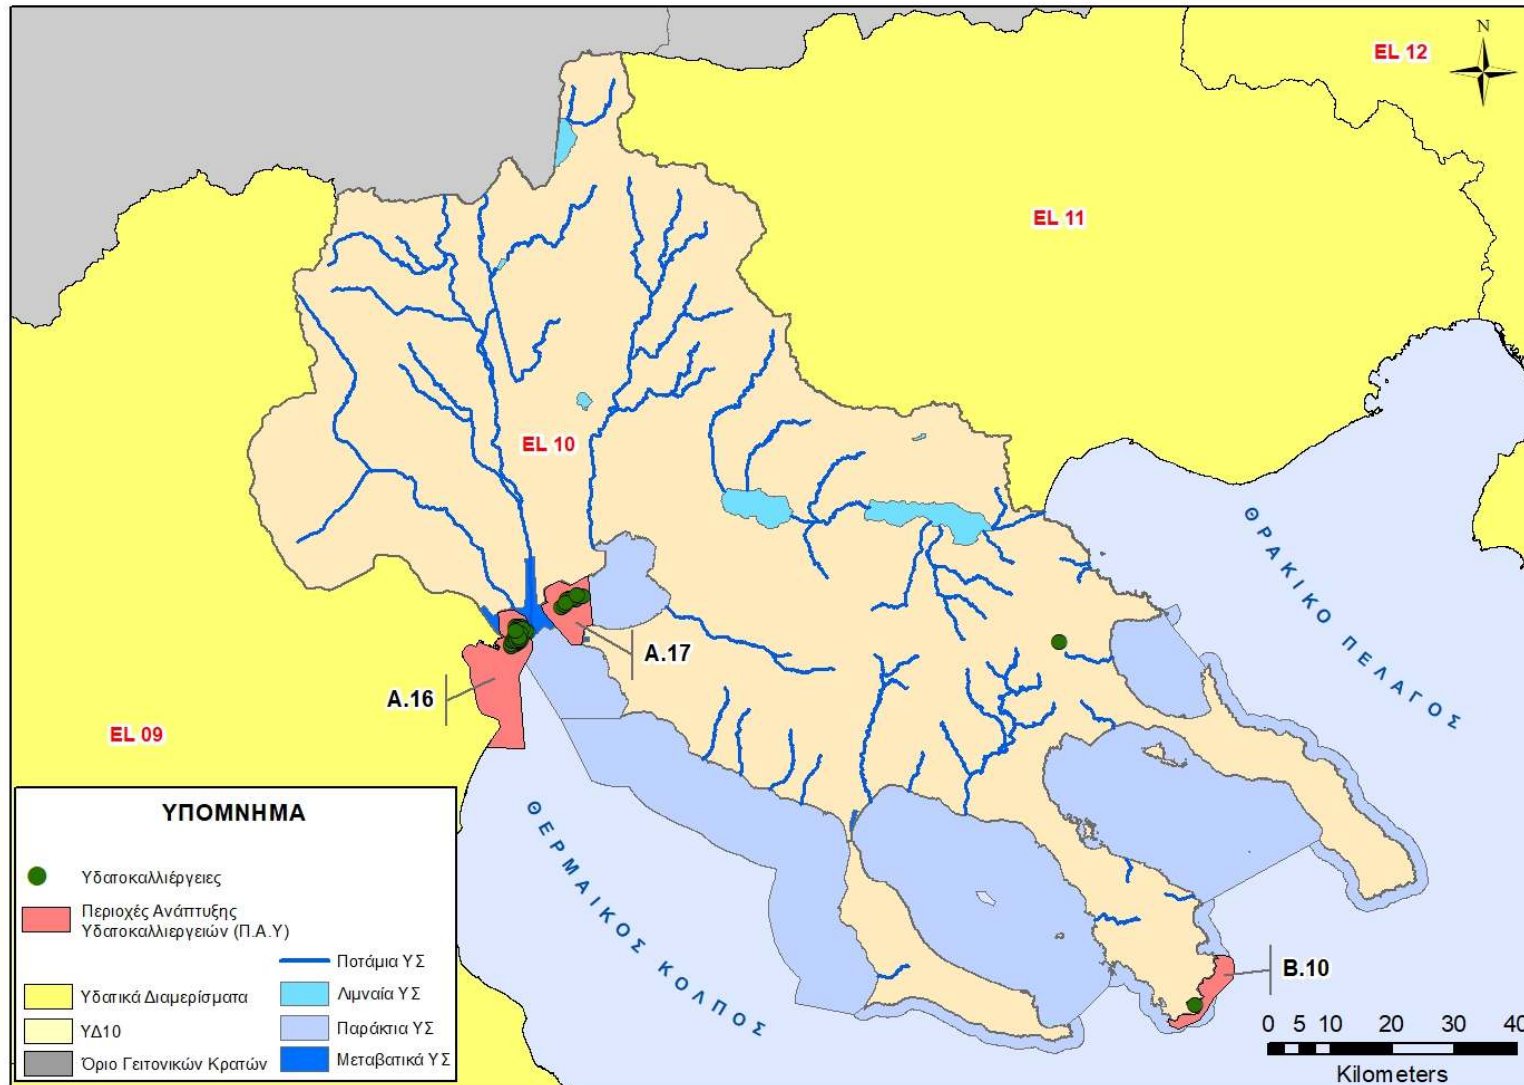 N
EL 12
EL 11
EL 10
ΘΡΑΚΙΚΟ ΠΕΛΑΓΟΣ
A.17
A.16
EL 09
ΘΕΡΜΑΙΚΟΣ ΚΟΛΠΟΣ
B.10
ΥΠΟΜΝΗΜΑ
Υδατοκαλλιέργειες
Περιοχές Ανάπτυξης
Υδατοκαλλιεργειών (Π.Α.Υ)
Υδατικά Διαμερίσματα
ΥΔ10
Όριο Γειτονικών Κρατών
Ποτάμια ΥΣ
Λιμναία ΥΣ
Παράκτια ΥΣ
Μεταβατικά ΥΣ
0 5 10 20 30 40
Kilometers